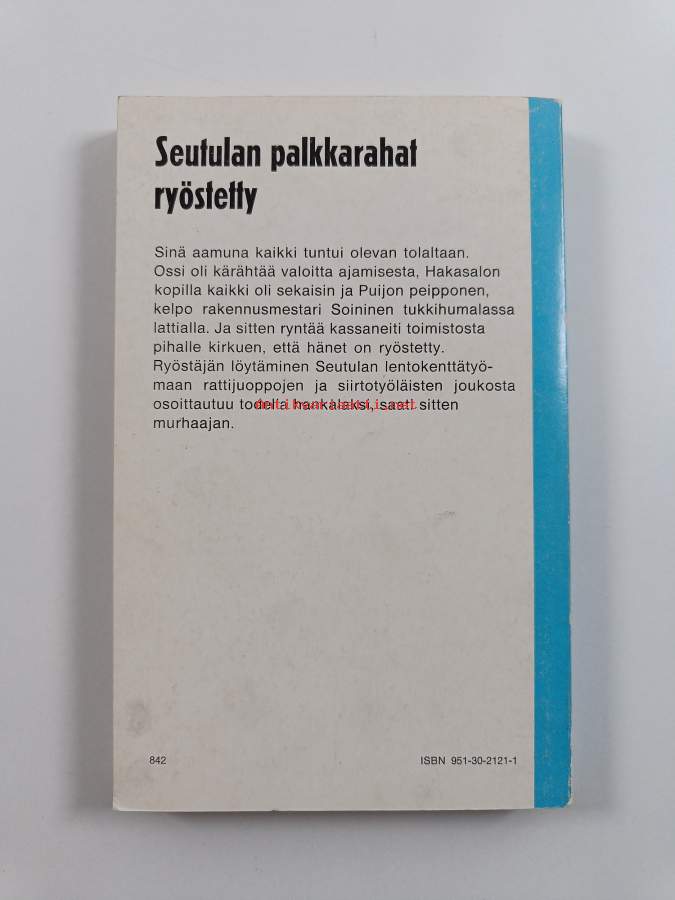 Seutulan palkkarahat
ryöstetty
Sinä aamuna kaikki tuntui olevan tolaltaan.
Ossi oli kärähtää valoitta ajamisesta, Hakasalon
kopilla kaikki oli sekaisin ja Puijon peipponen,
kelpo rakennusmestari Soininen tukkihumalassa
lattialla. Ja sitten ryntää kassaneiti toimistosta
pihalle kirkuen, että hänet on ryöstetty.
Ryöstäjän löytäminen Seutulan lentokenttätyö-
maan rattijuoppojen ja siirtotyöläisten joukosta
osoittautuu saati sitten
murhaajan.
842
ISBN 951-30-2121-1